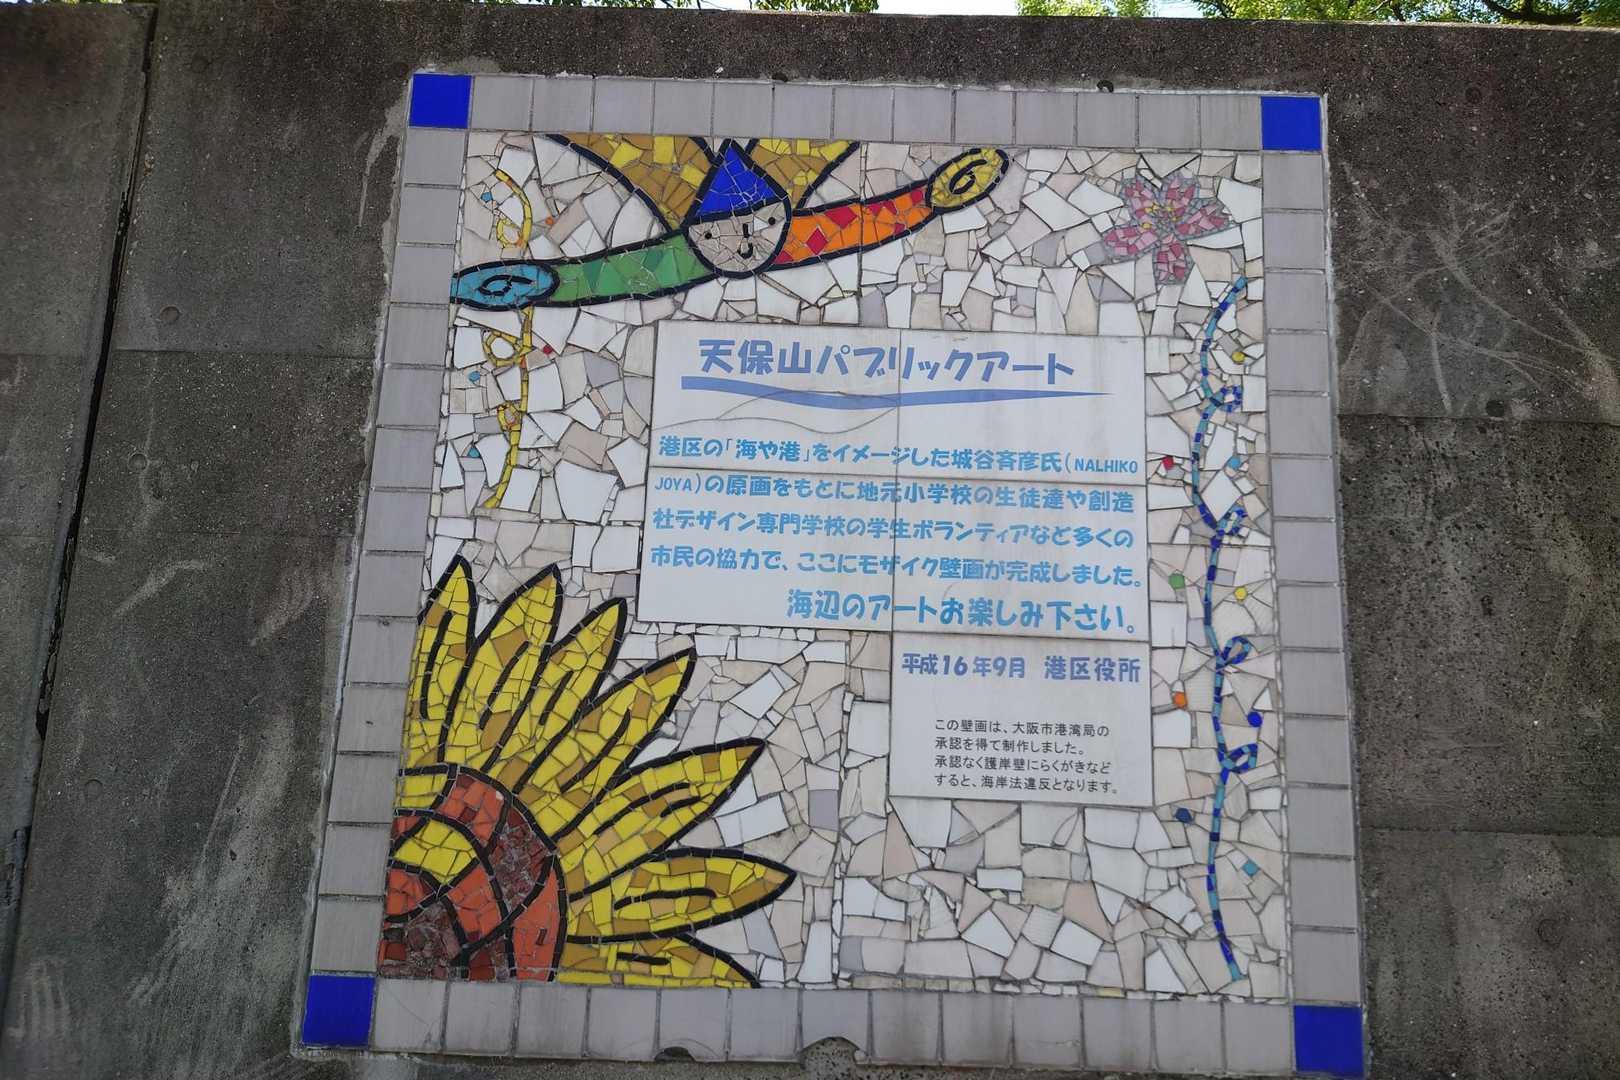 天保山パブリックアート
港区の「海や港」をイメージした城谷斉彦氏(NALHIKO
JOYA)の原画をもとに地元小学校の生徒達や創造
社デザイン専門学校の学生ボランティアなど多くの
市民の協力で、ここにモザイク壁画が完成しました。
海辺のアートお楽しみ下さい。
平成16年9月 港区役所
この壁画は、大阪市港湾局の
承認を得て制作しました。
承認なく護岸壁にらくがきなど
すると、海岸法違反となります。